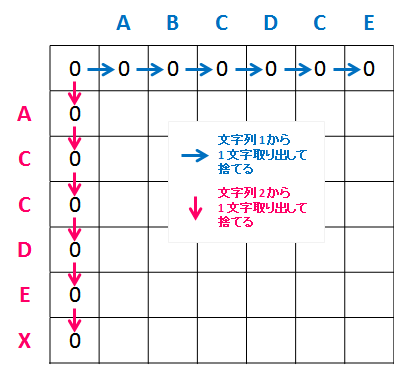 A B C D C E
0 0 0 0 0 0 0
A 0
C 0
C 0
D 0
E 0
X 0
文字列1から
1文字取り出して
捨てる
文字列2から
1文字取り出して
捨てる